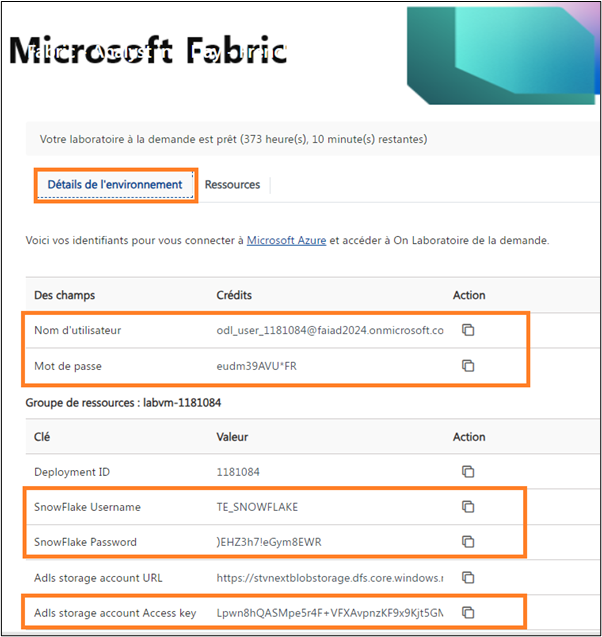 Microsoft Fabric
Votre laboratoire à la demande est prêt (373 heure(s), 10 minute(s) restantes)
Détails de l'environnement Ressources
Voici vos identifiants pour vous connecter à Microsoft Azure et accéder à On Laboratoire de la demande.
Des champs Crédits Action
Nom d'utilisateur odl_user_1181084@faiad2024.onmicrosoft.co
Mot de passe eudm39AVU*FR
Groupe de ressources : labvm-1181084
Clé Valeur Action
Deployment ID 1181084
SnowFlake Username TE_SNOWFLAKE
SnowFlake Password }EHZ3h7!eGym8EWR
Adls storage account URL https://stvnextblobstorage.dfs.core.windows.r
Adls storage account Access key Lpwn8hQASMpe5r4F+VFXAvpnzKF9x9Kjt5GN